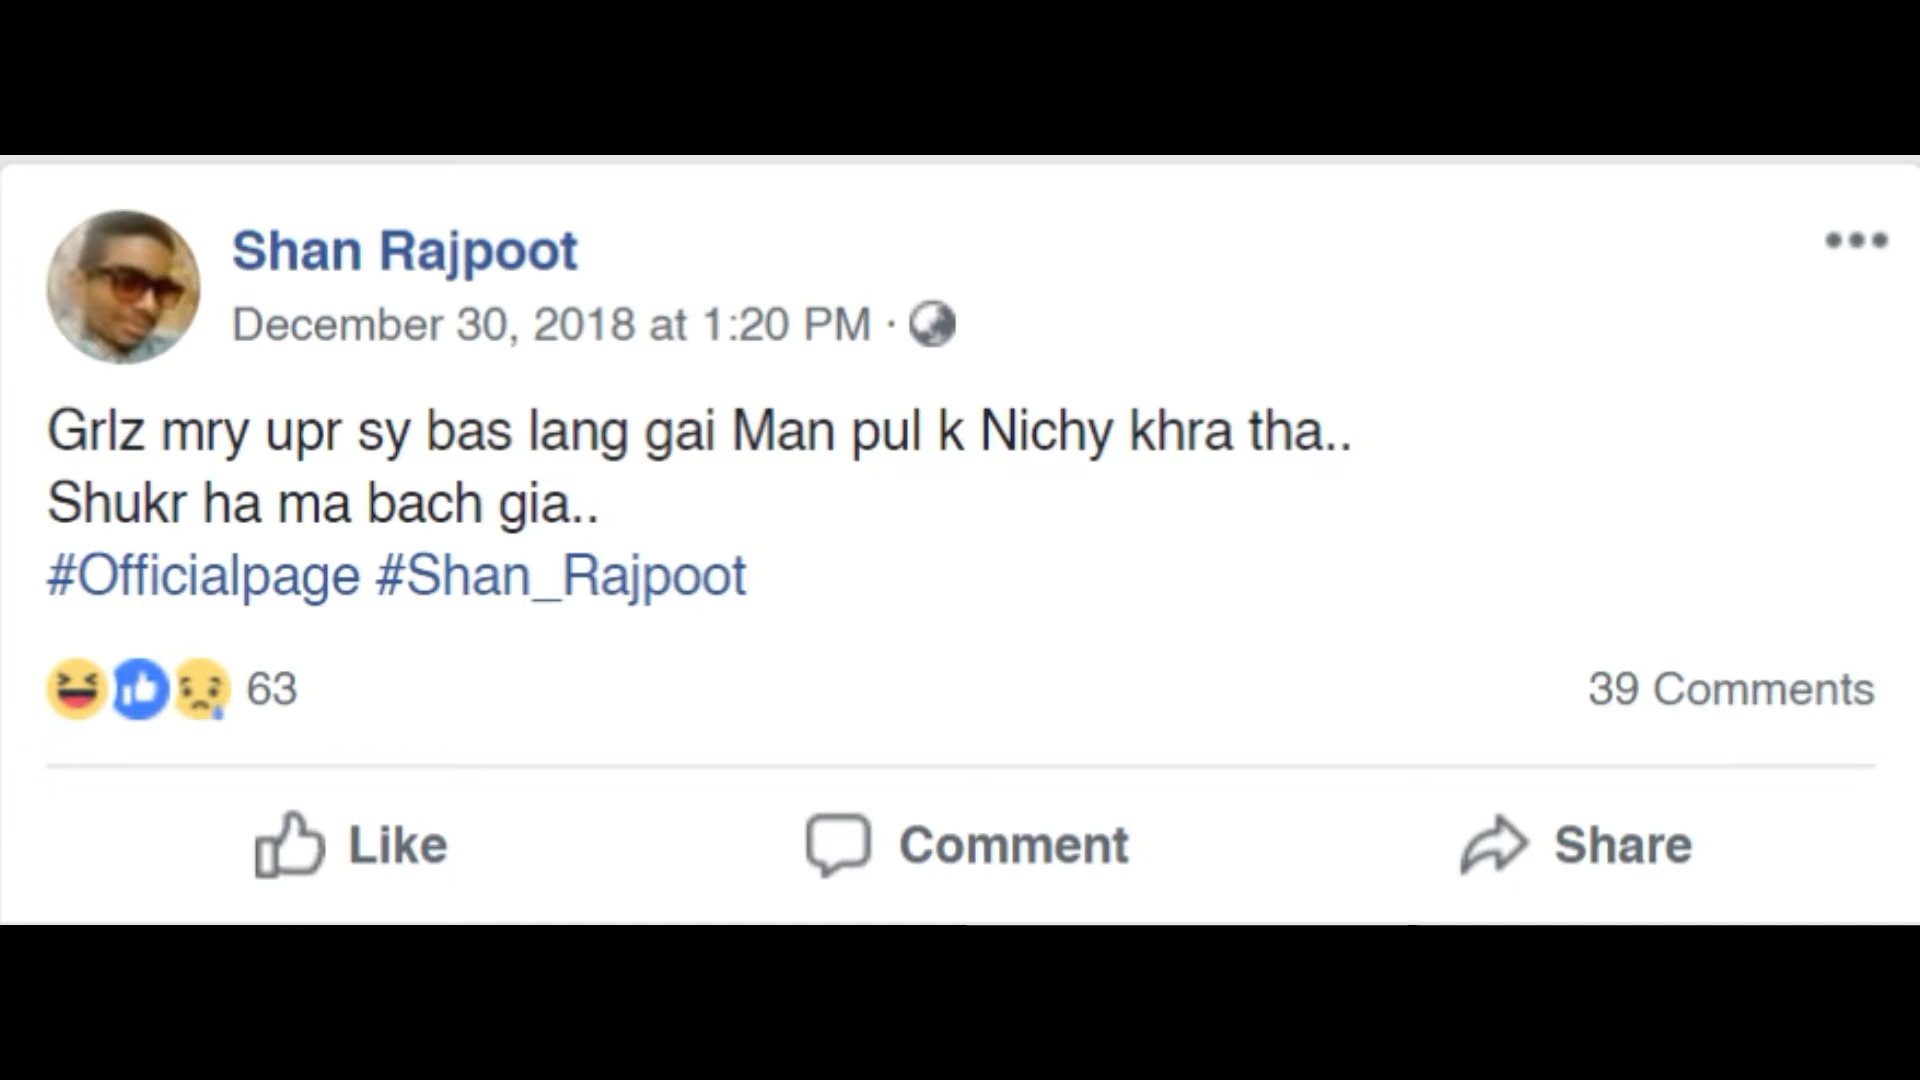 Shan Rajpoot
December 30, 2018 at 1:20 PM ·
Grlz mry upr sy bas lang gai Man pul k Nichy khra tha..
Shukr ha ma bach gia..
#Officialpage #Shan_Rajpoot
63 39 Comments
Like Comment Share